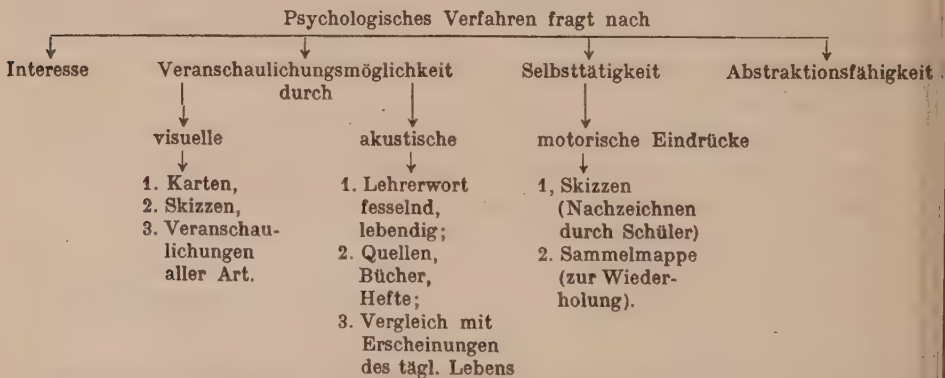 Psychologisches Verfahren fragt nach
Interesse
Veranschaulichungsmöglichkeit
durch
visuelle
1. Karten,
2. Skizzen,
3. Veranschau-
lichungen
aller Art.
akustische
1. Lehrerwort
fesselnd,
lebendig;
2. Quellen,
Bücher,
Hefte;
3. Vergleich mit
Erscheinungen
des tägl. Lebens
Selbsttätigkeit
motorische Eindrücke
1, Skizzen
(Nachzeichnen
durch Schüler)
2. Sammelmappe
(zur Wieder-
holung).
Abstraktionsfähigkeit